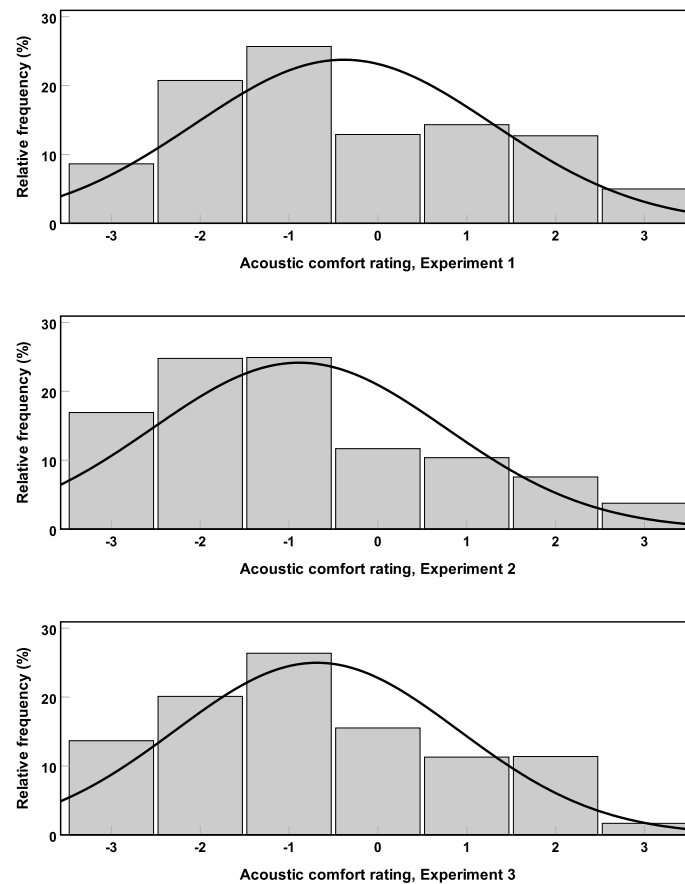 Relative frequency (%)
30
20
10
0
-3 -2 -1 0 1 2 3
Acoustic comfort rating, Experiment 1
Relative frequency (%)
30
20
10
0
-3 -2 -1 0 1 2 3
Acoustic comfort rating, Experiment 2
Relative frequency (%)
30
20
10
0
-3 -2 -1 0 1 2 3
Acoustic comfort rating, Experiment 3